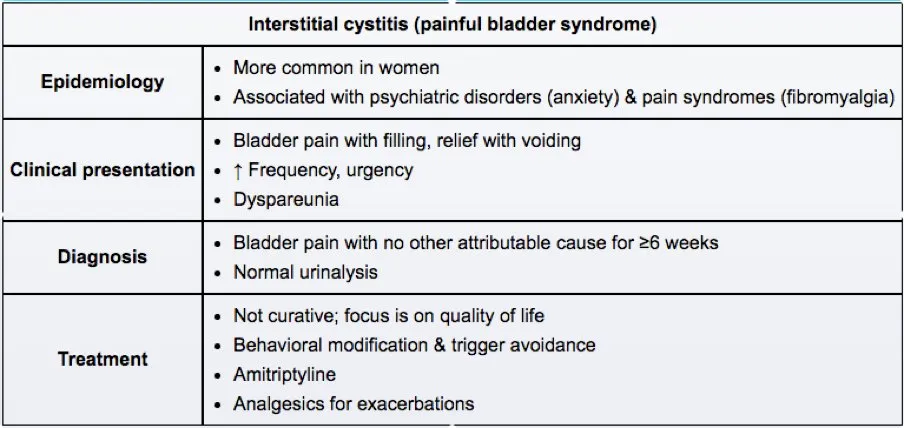 Interstitial cystitis (painful bladder syndrome)
Epidemiology
• More common in women
• Associated with psychiatric disorders (anxiety) & pain syndromes (fibromyalgia)
Clinical presentation
• Bladder pain with filling, relief with voiding
• ↑ Frequency, urgency
• Dyspareunia
Diagnosis
• Bladder pain with no other attributable cause for ≥6 weeks
• Normal urinalysis
Treatment
• Not curative; focus is on quality of life
• Behavioral modification & trigger avoidance
• Amitriptyline
• Analgesics for exacerbations